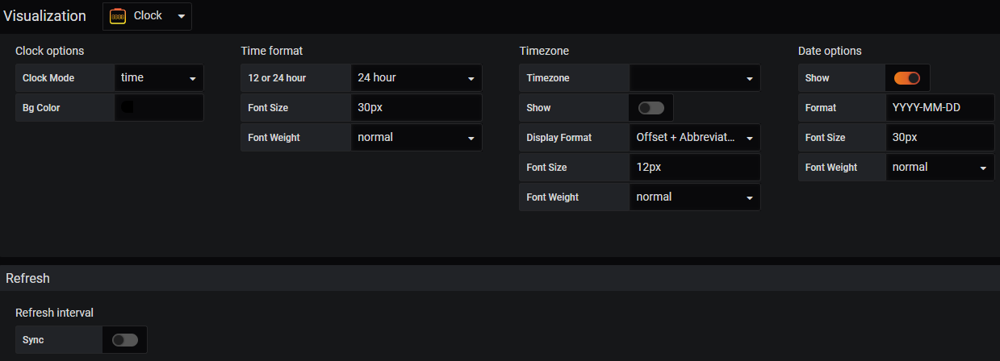 Visualization Clock
Clock options
Clock Mode time
Bg Color
Time format
12 or 24 hour 24 hour
Font Size 30px
Font Weight normal
Timezone
Timezone
Show
Display Format Offset + Abbreviat...
Font Size 12px
Font Weight normal
Date options
Show
Format YYYY-MM-DD
Font Size 30px
Font Weight normal
Refresh
Refresh interval
Sync